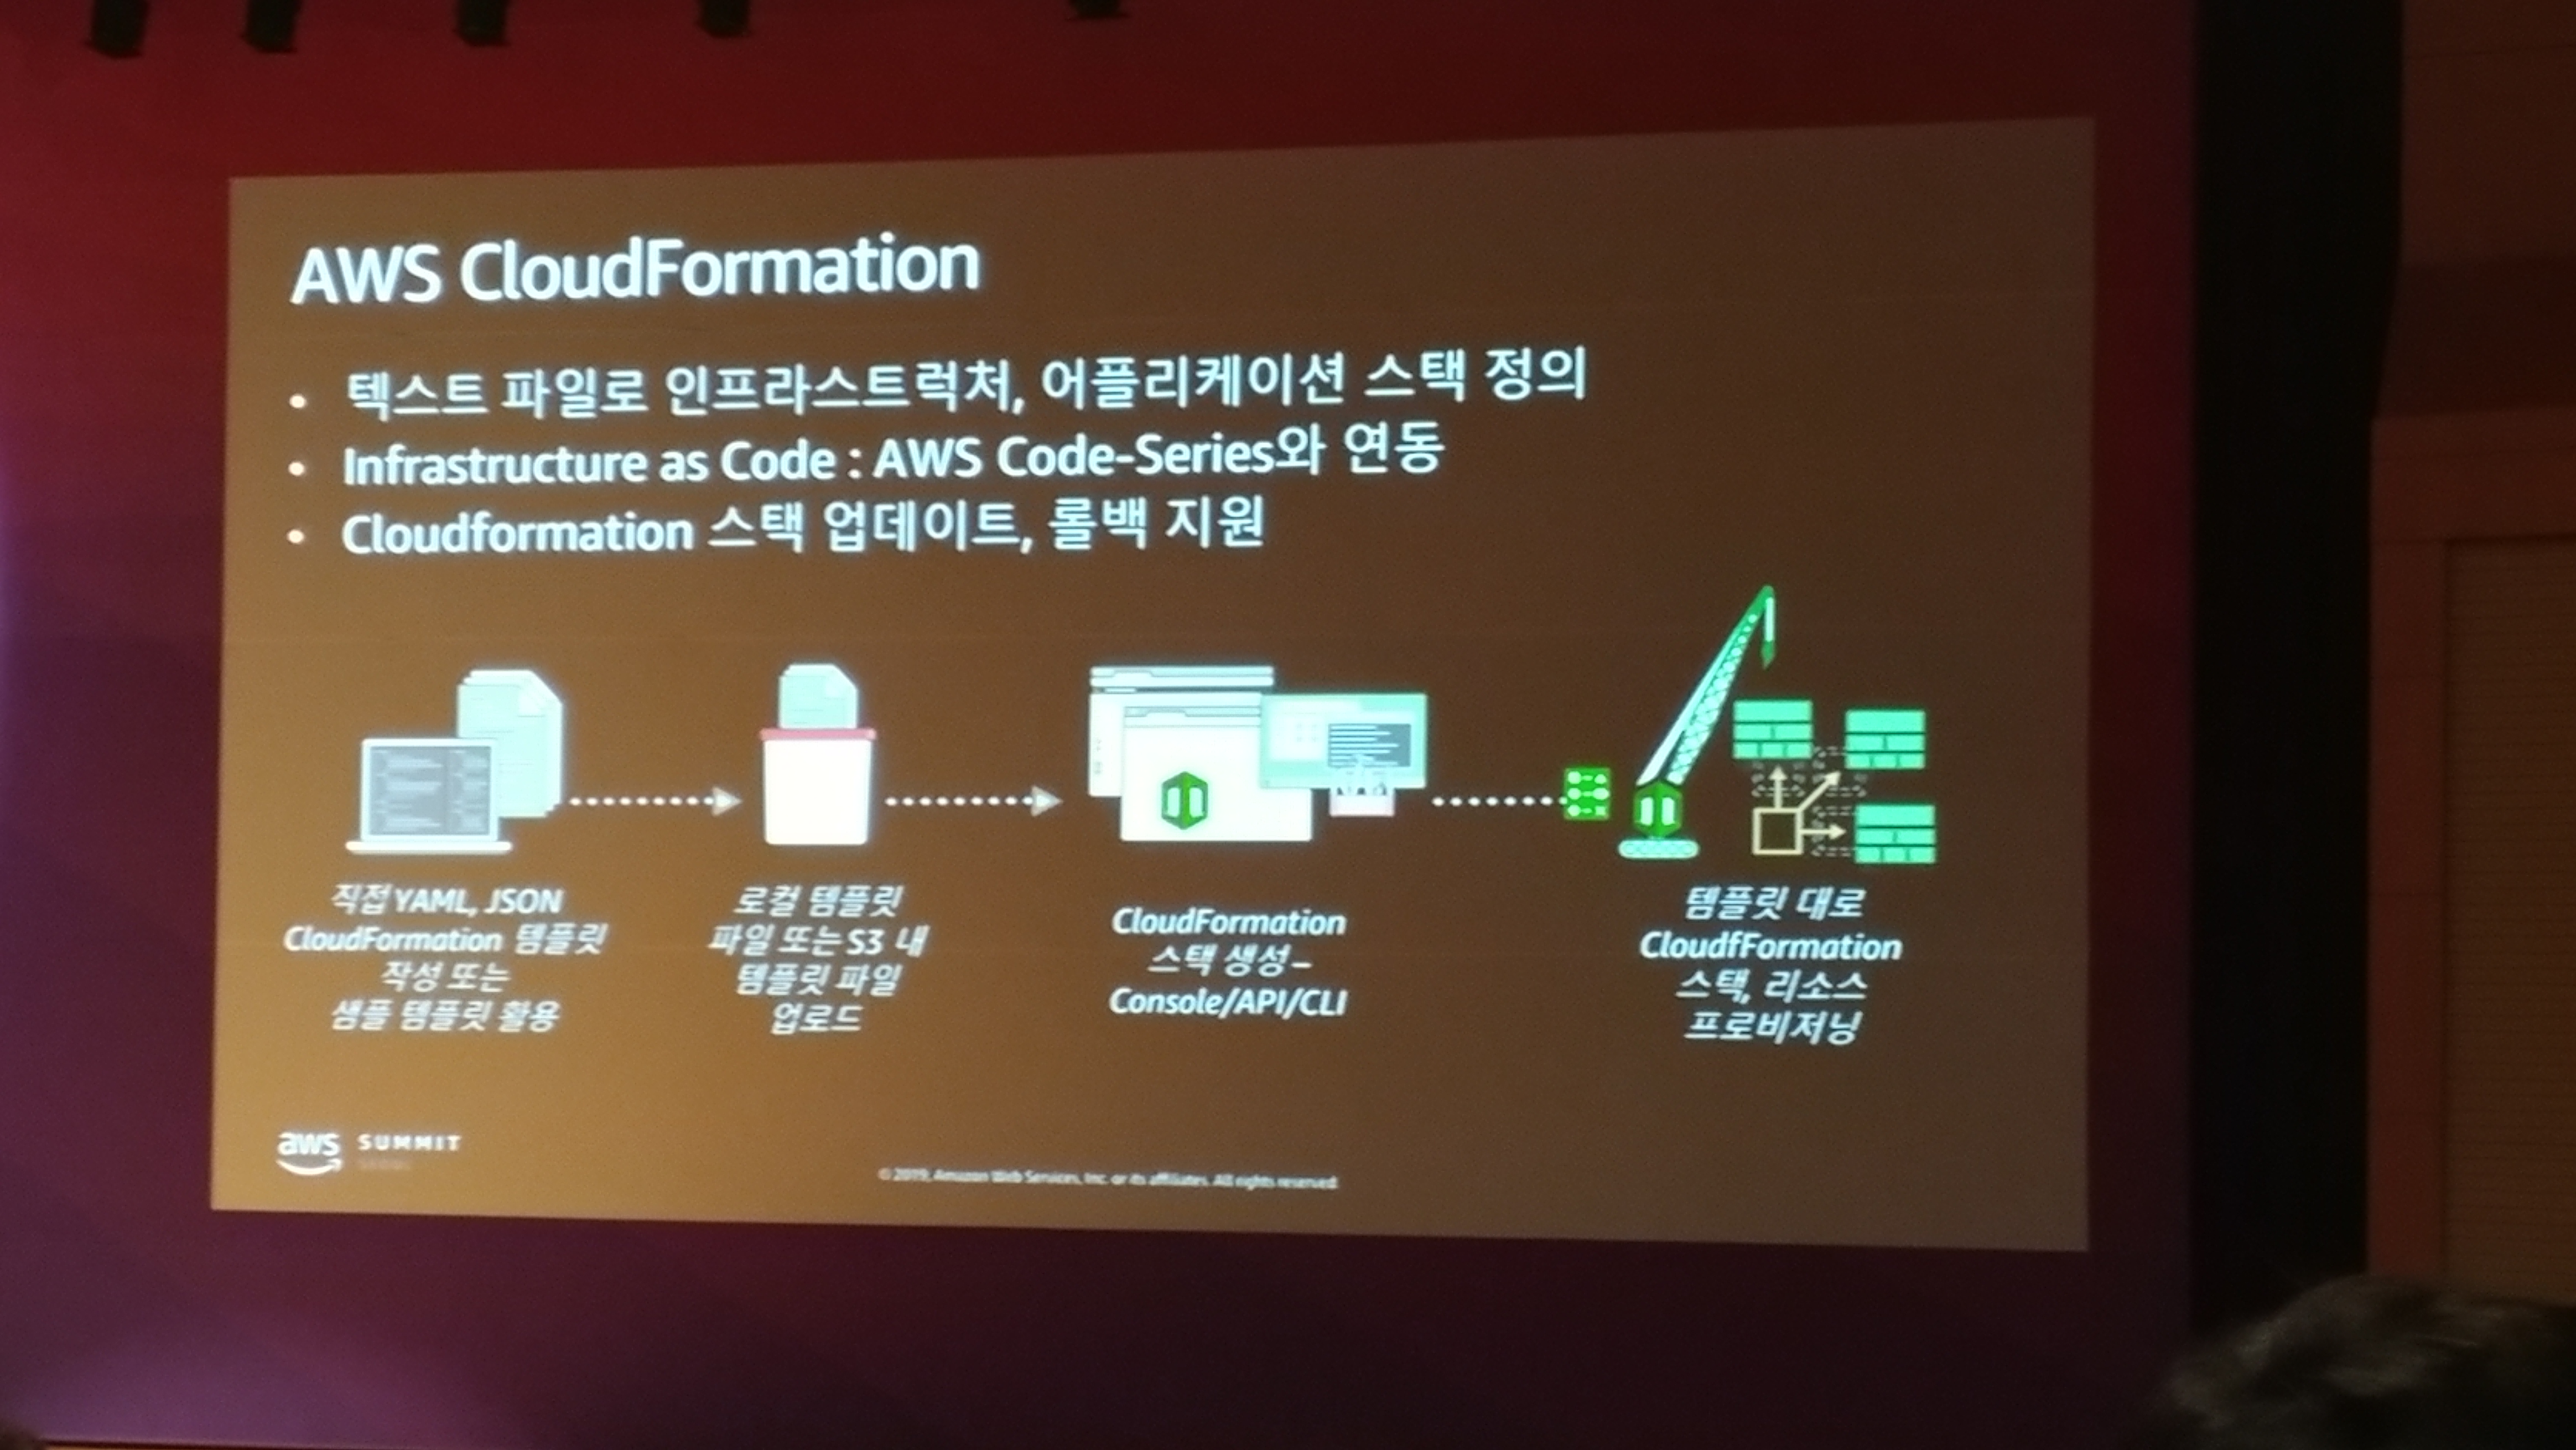 AWS CloudFormation
• 텍스트 파일로 인프라스트럭처, 어플리케이션 스택 정의
• Infrastructure as Code : AWS Code-Series와 연동
• Cloudformation 스택 업데이트, 롤백 지원
직접 YAML, JSON
CloudFormation 템플릿
작성 또는
샘플 템플릿 활용
로컬 템플릿
파일 또는 S3 내
템플릿 파일
업로드
CloudFormation
스택 생성 –
Console/API/CLI
템플릿 대로
CloudfFormation
스택, 리소스
프로비저닝
aws SUMMIT
© 2019, Amazon Web Services, Inc. or its affiliates. All rights reserved.